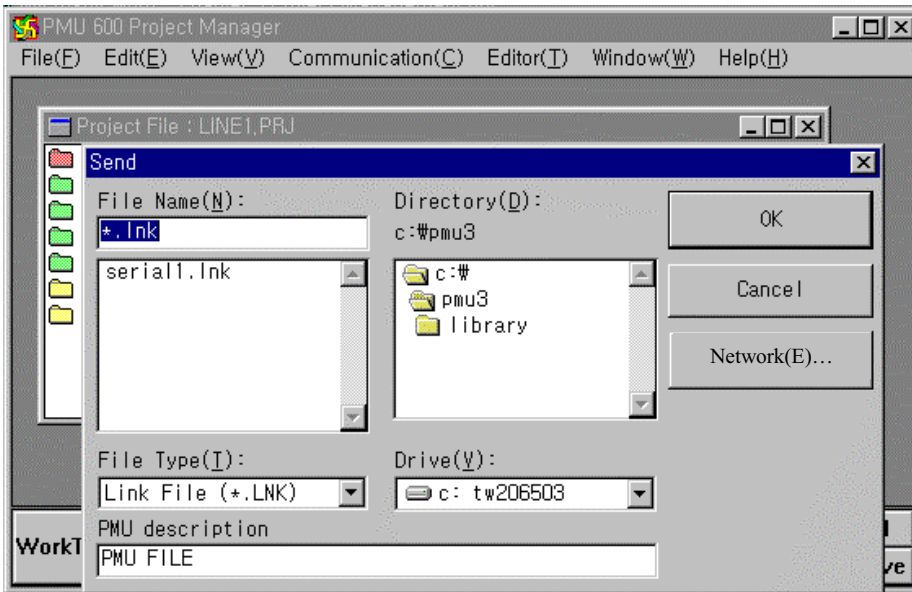 PMU 600 Project Manager
File(F) Edit(E) View(V) Communication(C) Editor(T) Window(W) Help(H)
Project File : LINE1.PRJ
Send
File Name(N):
*.lnk
serial1.lnk
Directory(D):
c:₩pmu3
c:₩
pmu3
library
OK
Cancel
Network(E)...
File Type(T):
Link File (*.LNK)
Drive(V):
c: tw206503
PMU description
PMU FILE
WorkT
ve